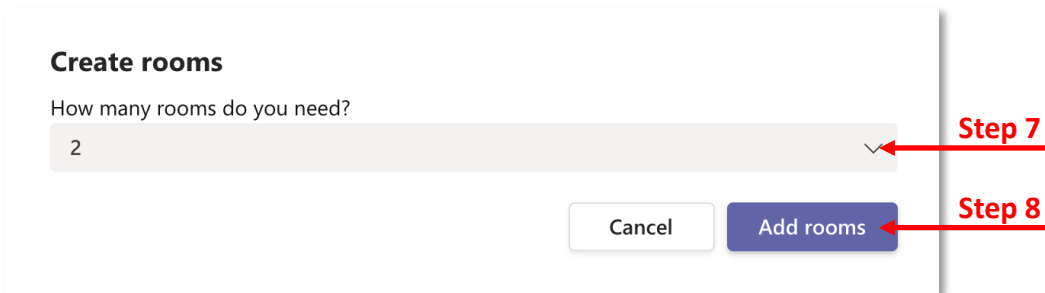 Create rooms
How many rooms do you need?
2
Step 7
Cancel
Add rooms
Step 8